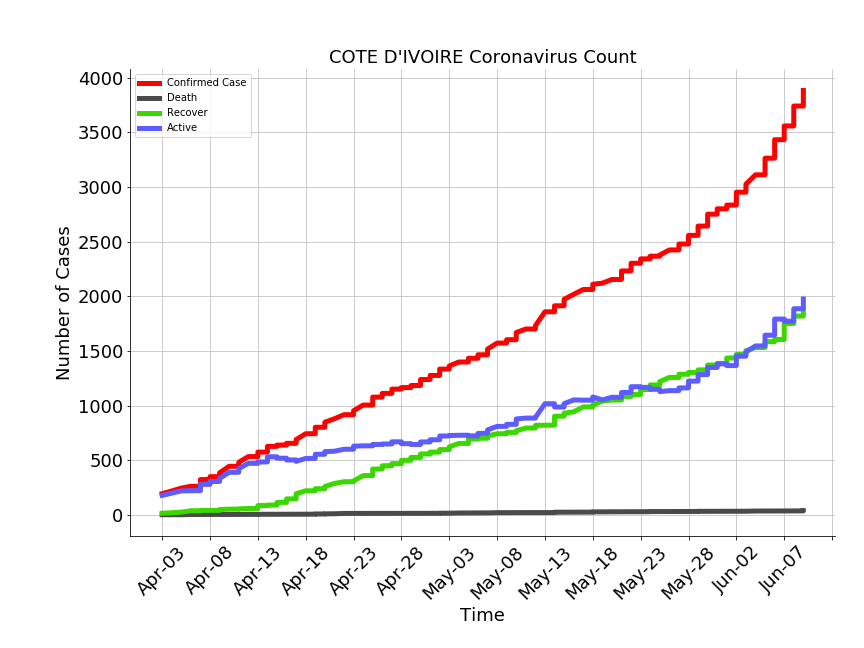 COTE D'IVOIRE Coronavirus Count
Confirmed Case
Death
Recover
Active
Number of Cases
4000
3500
3000
2500
2000
1500
1000
500
0
Apr-03
Apr-08
Apr-13
Apr-18
Apr-23
Apr-28
May-03
May-08
May-13
May-18
May-23
May-28
Jun-02
Jun-07
Time